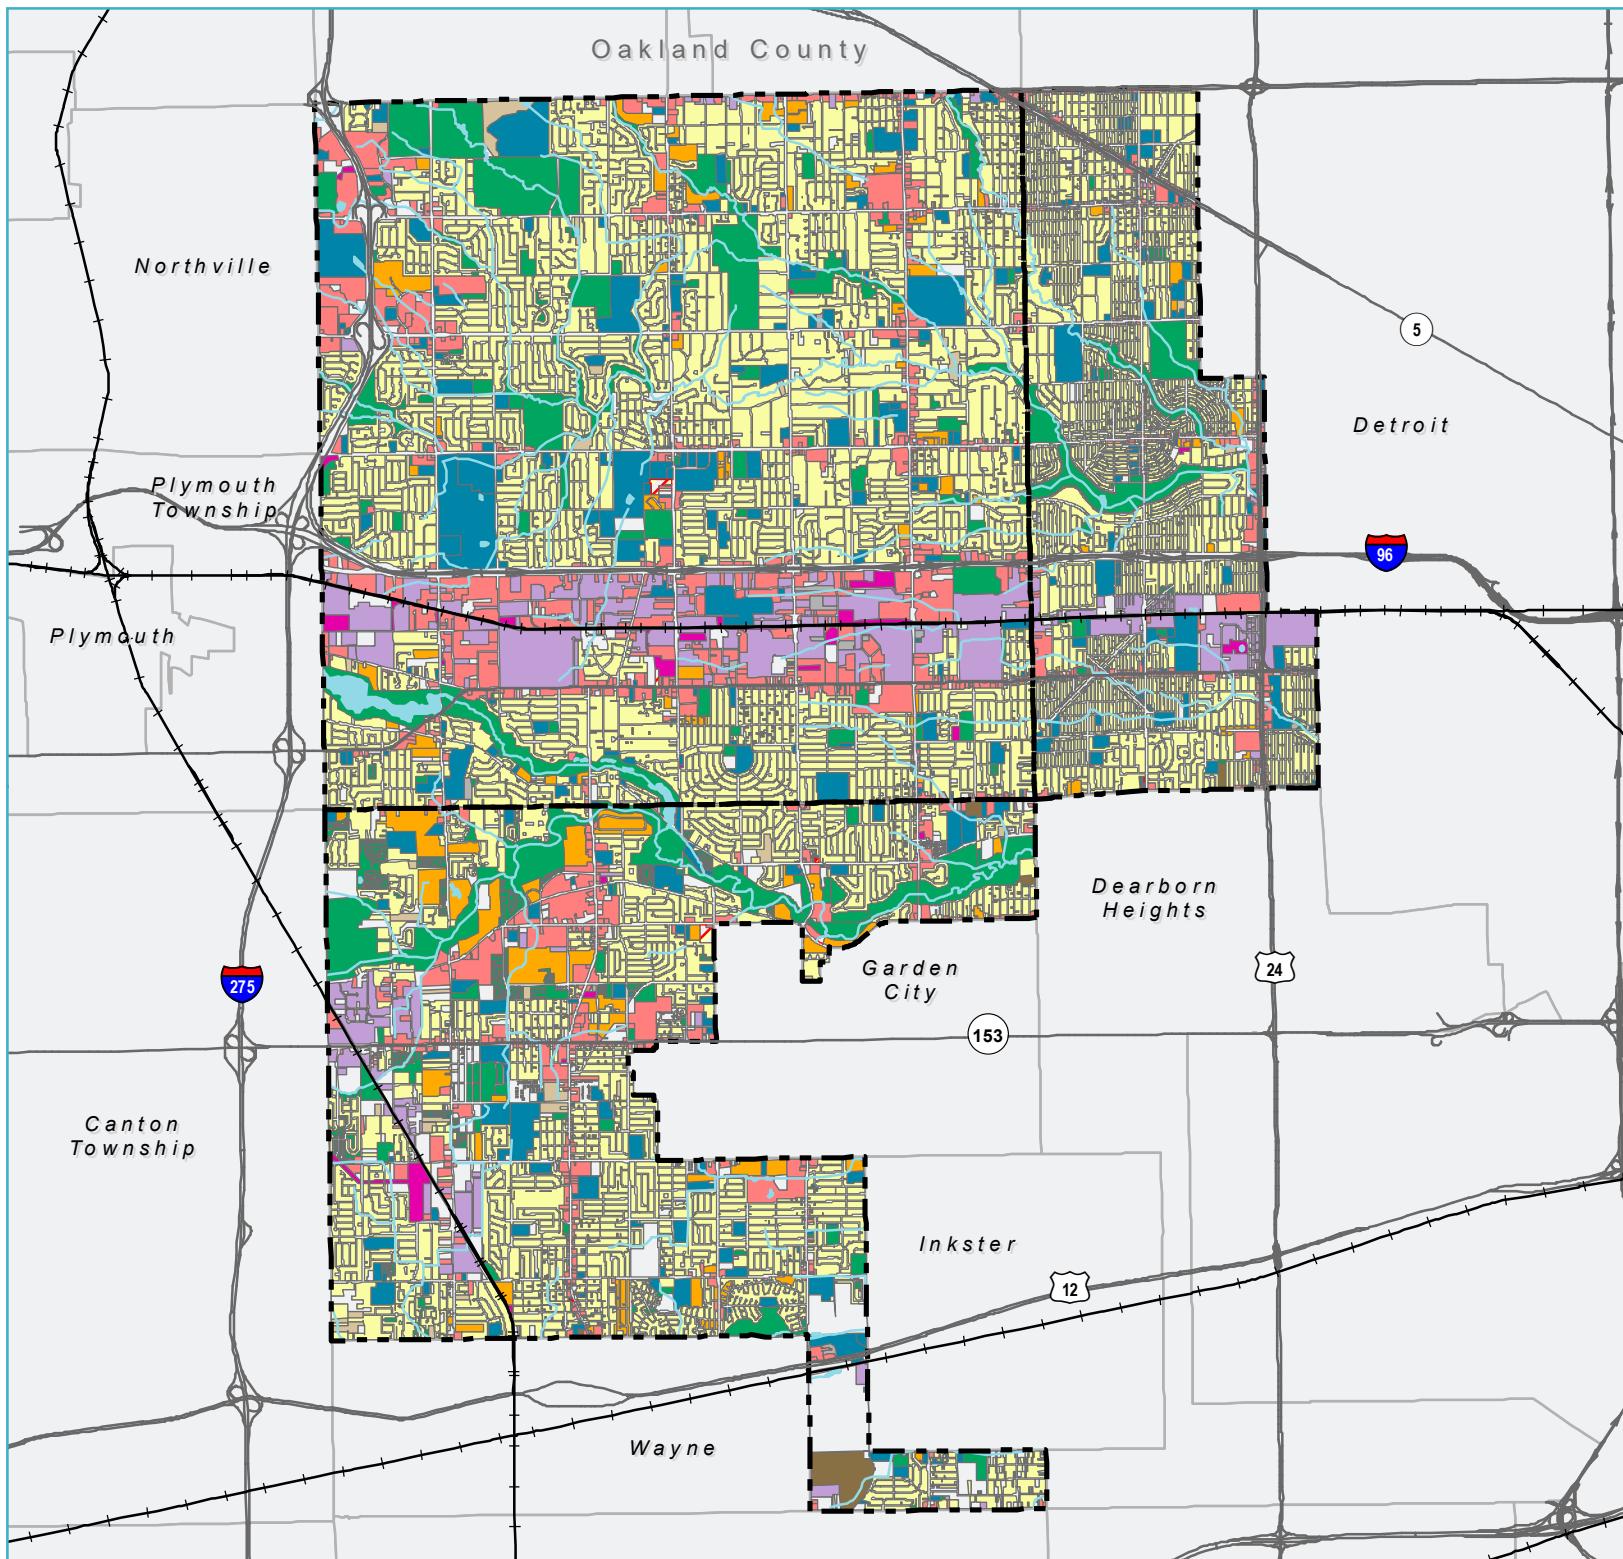 Oakland County
Northville
5
Detroit
Plymouth
Township
96
Plymouth
Dearborn
Heights
Garden
City
24
275
153
Canton
Township
Inkster
12
Wayne